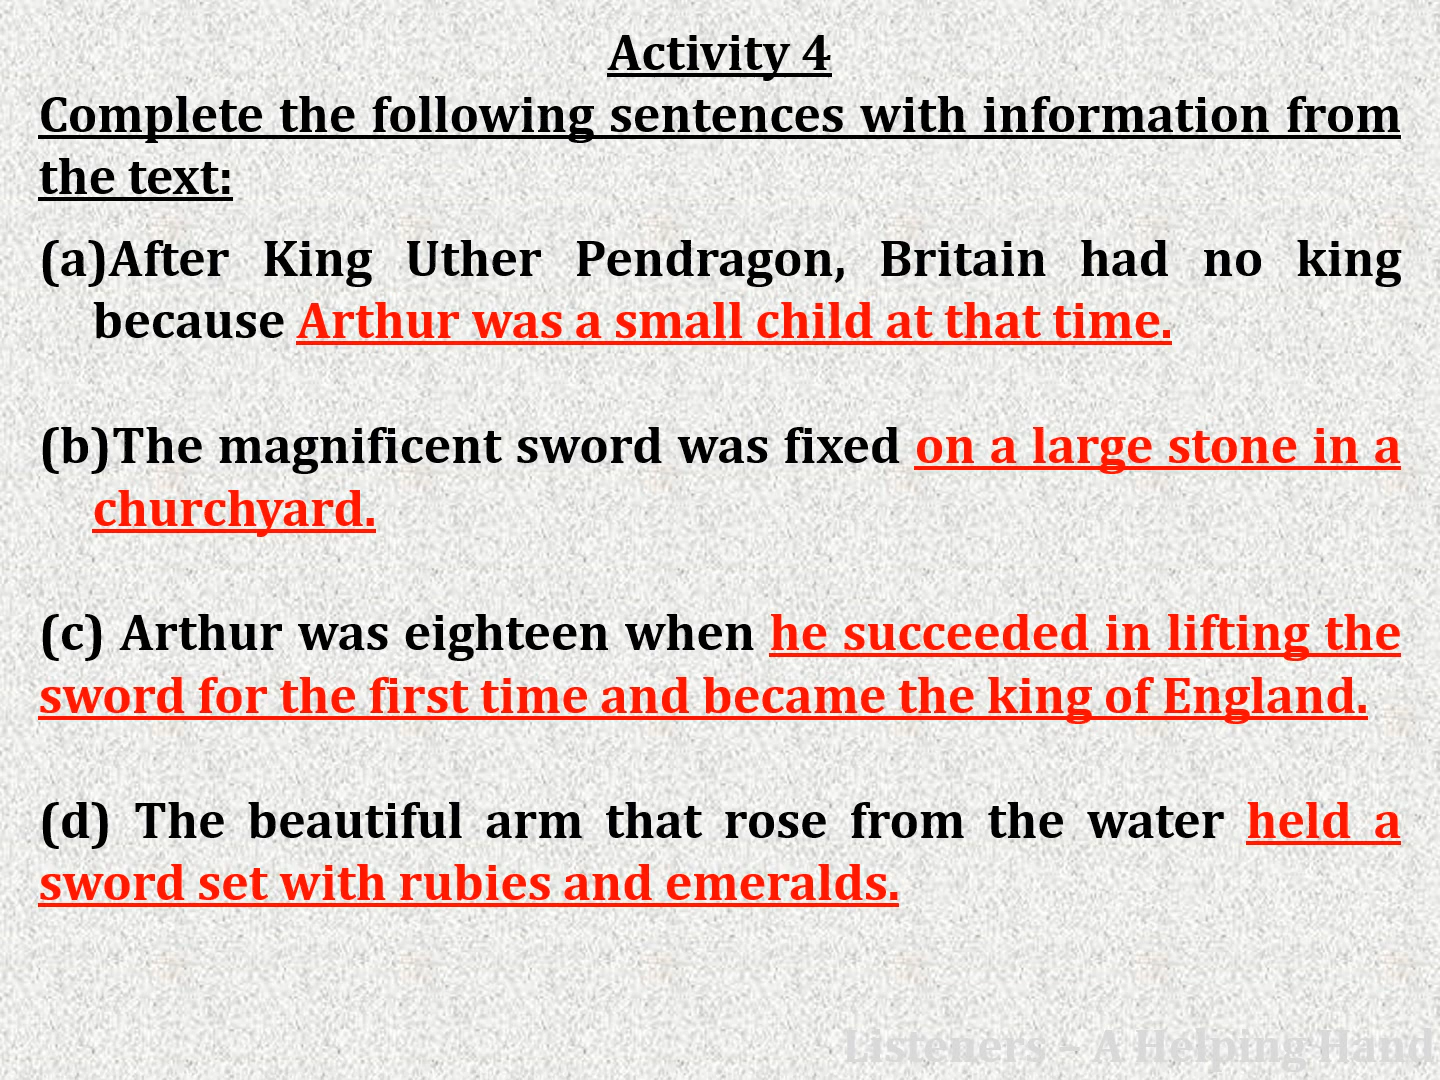 Activity 4
Complete the following sentences with information from
the text:
(a)After King Uther Pendragon, Britain had no king
because Arthur was a small child at that time.
(b)The magnificent sword was fixed on a large stone in a
churchyard.
(c) Arthur was eighteen when he succeeded in lifting the
sword for the first time and became the king of England.
(d) The beautiful arm that rose from the water held a
sword set with rubies and emeralds.
Listeners – A Helping Hand